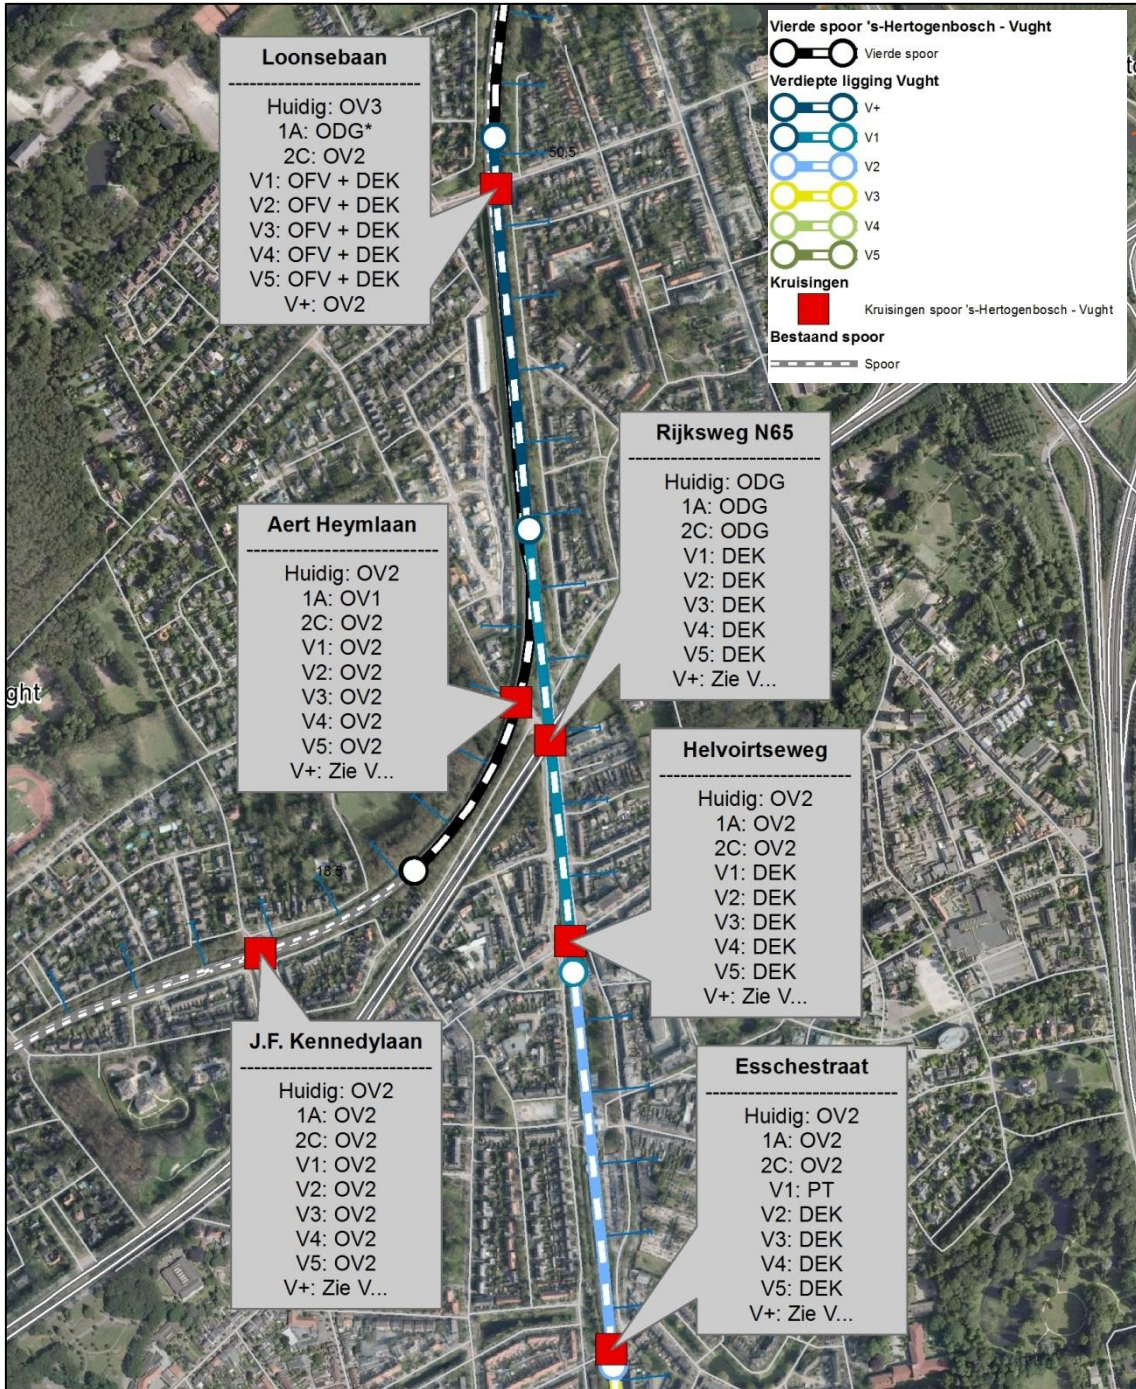 Loonsebaan
------------------------------
Huidig: OV3
1A: ODG*
2C: OV2
V1: OFV + DEK
V2: OFV + DEK
V3: OFV + DEK
V4: OFV + DEK
V5: OFV + DEK
V+: OV2
Vierde spoor 's-Hertogenbosch - Vught
Vierde spoor
Verdiepte ligging Vught
V+
V1
V2
V3
V4
V5
Kruisingen
Kruisingen spoor 's-Hertogenbosch - Vught
Bestaand spoor
Spoor
50,5
Rijksweg N65
------------------------------
Huidig: ODG
1A: ODG
2C: ODG
V1: DEK
V2: DEK
V3: DEK
V4: DEK
V5: DEK
V+: Zie V...
Aert Heymlaan
------------------------------
Huidig: OV2
1A: OV1
2C: OV2
V1: OV2
V2: OV2
V3: OV2
V4: OV2
V5: OV2
V+: Zie V...
ght
Helvoirtseweg
------------------------------
Huidig: OV2
1A: OV2
2C: OV2
V1: DEK
V2: DEK
V3: DEK
V4: DEK
V5: DEK
V+: Zie V...
18,5
J.F. Kennedylaan
------------------------------
Huidig: OV2
1A: OV2
2C: OV2
V1: OV2
V2: OV2
V3: OV2
V4: OV2
V5: OV2
V+: Zie V...
Esschestraat
------------------------------
Huidig: OV2
1A: OV2
2C: OV2
V1: PT
V2: DEK
V3: DEK
V4: DEK
V5: DEK
V+: Zie V...